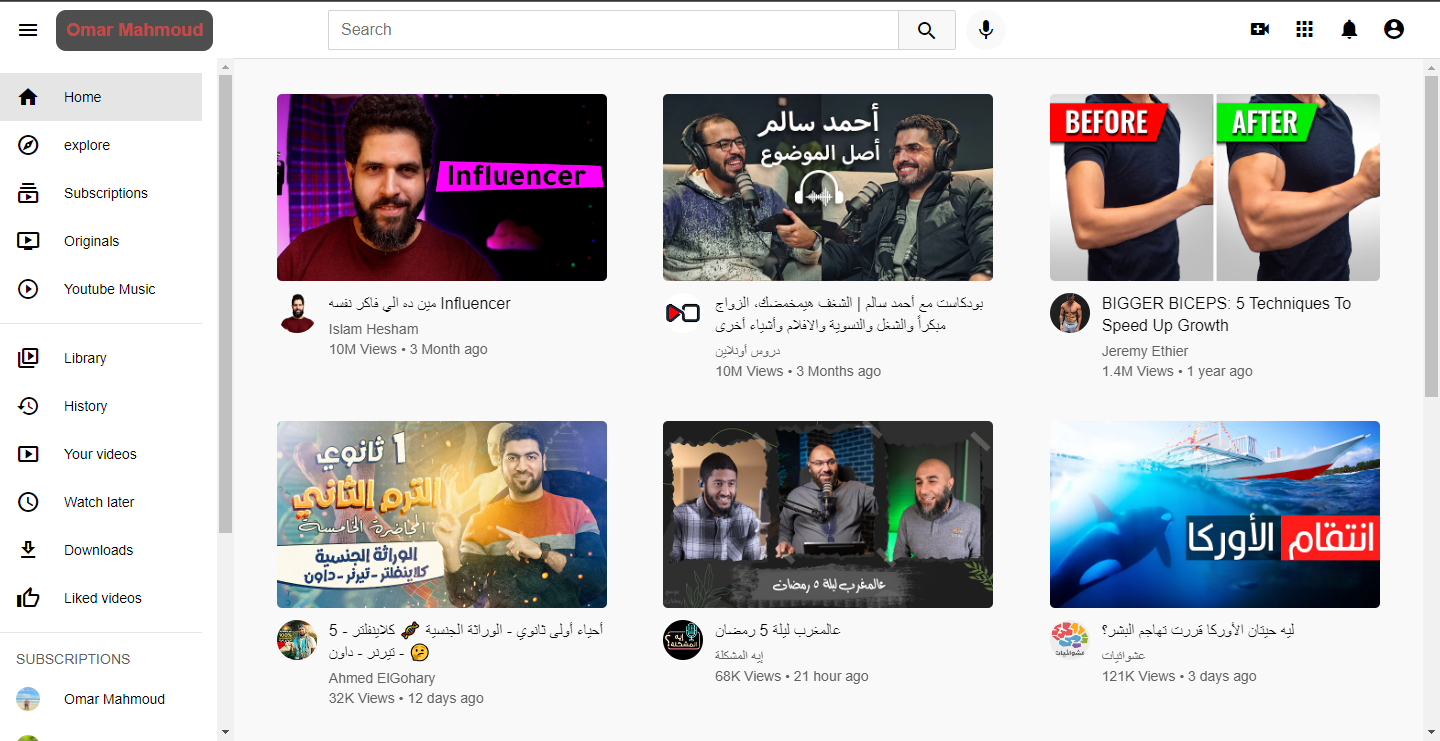 Omar Mahmoud
Search
Home
explore
Subscriptions
Originals
Youtube Music
Library
History
Your videos
Watch later
Downloads
Liked videos
SUBSCRIPTIONS
Omar Mahmoud
Influencer
مين ده الي فاكر نفسه Influencer
Islam Hesham
10M Views • 3 Month ago
أحمد سالم
أصل الموضوع
بودكاست مع أحمد سالم | الشغف هيمخمضك، الزواج
مبكراً والشغل والنسوية والافلام وأشياء أخرى
دروس أونلاين
10M Views • 3 Months ago
BEFORE
AFTER
BIGGER BICEPS: 5 Techniques To
Speed Up Growth
Jeremy Ethier
1.4M Views • 1 year ago
1 ثانوي
الترم الثاني
المحاضرة الخامسة
الوراثة الجنسية
كلاينفلتر - تيرنر - داون
أحياء أولى ثانوي - الوراثة الجنسية 🧬 كلاينفلتر - 5
- تيرنر - داون 🤔
Ahmed ElGohary
32K Views • 12 days ago
عالمغرب ليلة ٥ رمضان
إيه
المشكلة؟
عالمغرب ليلة 5 رمضان
إيه المشكلة
68K Views • 21 hour ago
انتقام الأوركا
عشوائيات
ليه حيتان الأوركا قررت تهاجم البشر؟
عشوائيات
121K Views • 3 days ago